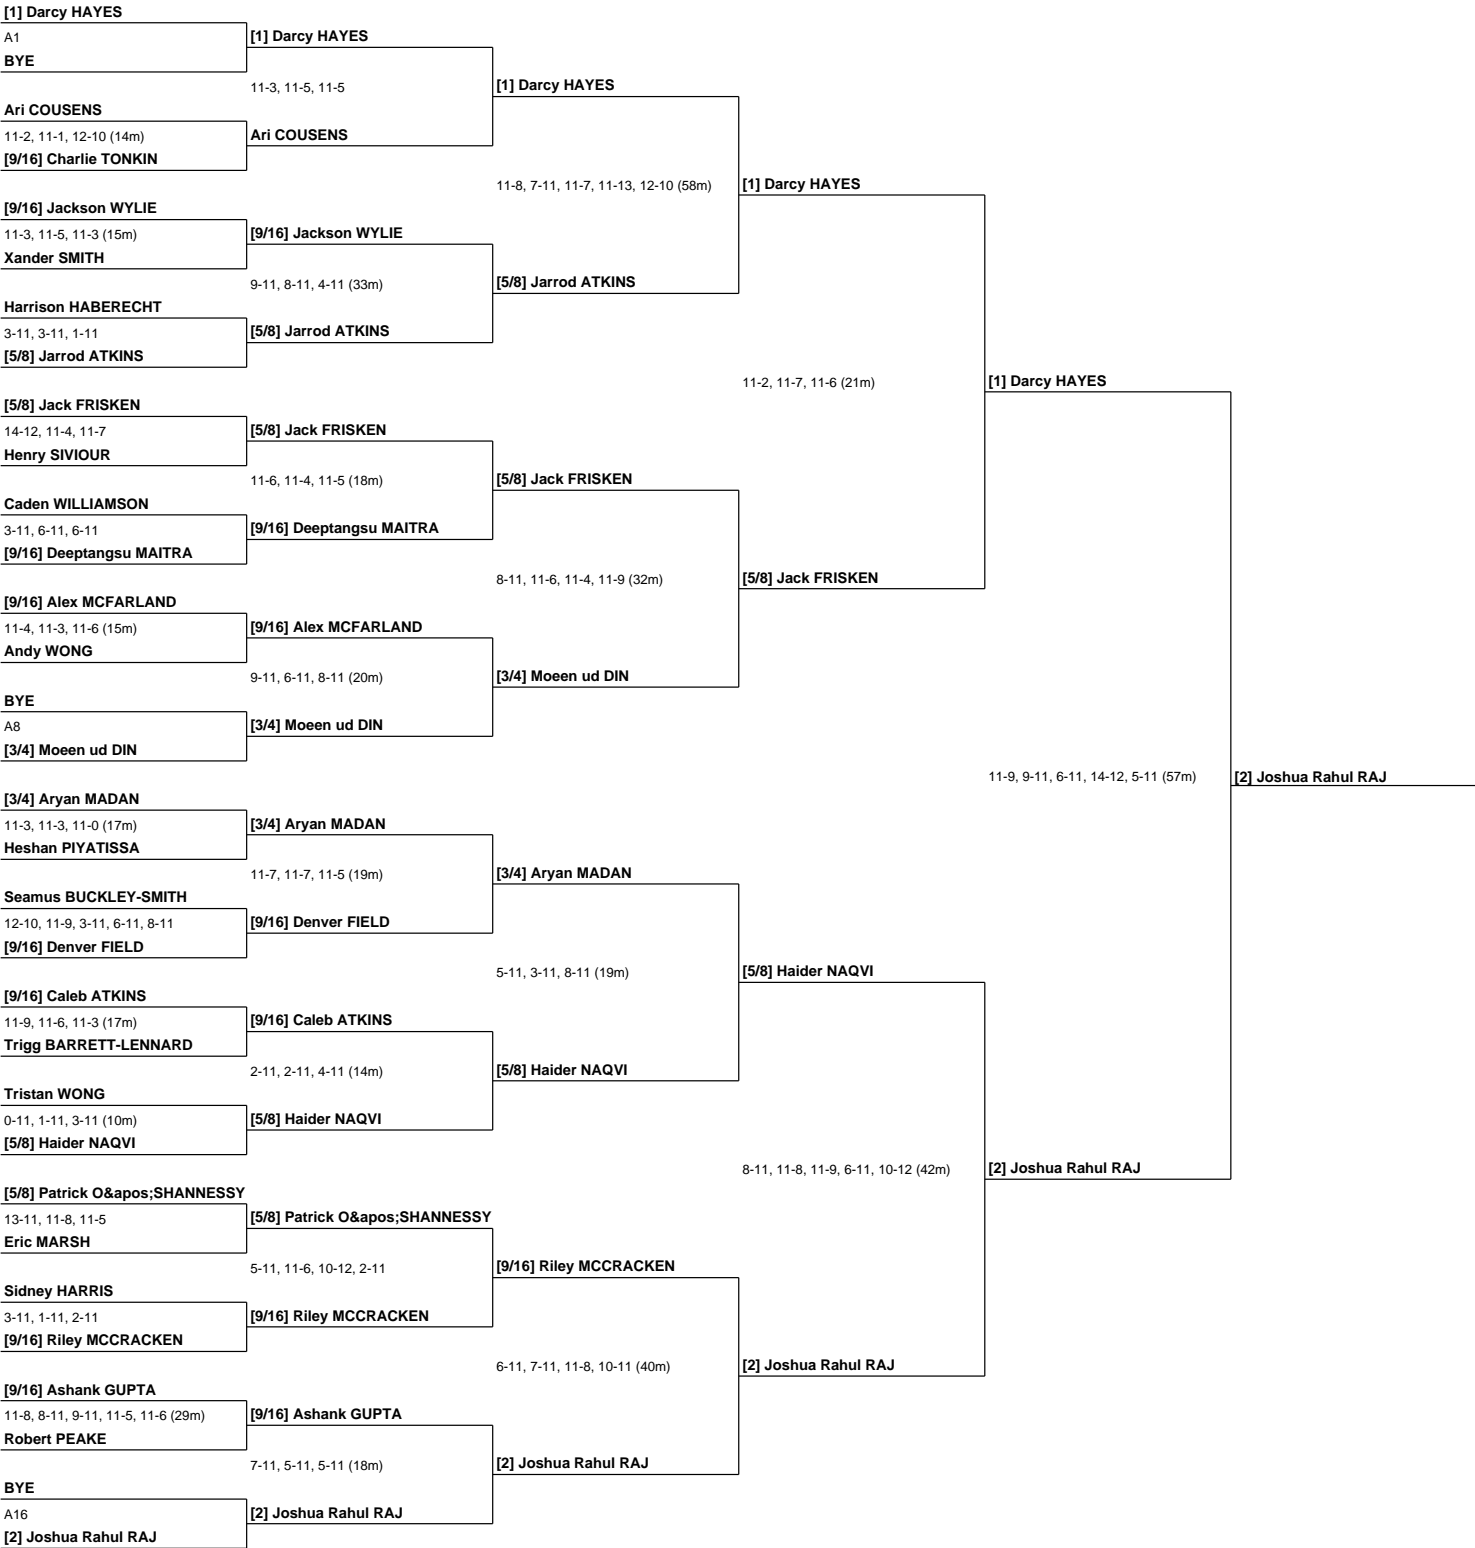 [1] Darcy HAYES
A1
BYE
Ari COUSENS
11-2, 11-1, 12-10 (14m)
[9/16] Charlie TONKIN
[9/16] Jackson WYLIE
11-3, 11-5, 11-3 (15m)
Xander SMITH
Harrison HABERECHT
3-11, 3-11, 1-11
[5/8] Jarrod ATKINS
[5/8] Jack FRISKEN
14-12, 11-4, 11-7
Henry SIVIOUR
Caden WILLIAMSON
3-11, 6-11, 6-11
[9/16] Deeptangsu MAITRA
[9/16] Alex MCFARLAND
11-4, 11-3, 11-6 (15m)
Andy WONG
BYE
A8
[3/4] Moeen ud DIN
[3/4] Aryan MADAN
11-3, 11-3, 11-0 (17m)
Heshan PIYATISSA
Seamus BUCKLEY-SMITH
12-10, 11-9, 3-11, 6-11, 8-11
[9/16] Denver FIELD
[9/16] Caleb ATKINS
11-9, 11-6, 11-3 (17m)
Trigg BARRETT-LENNARD
Tristan WONG
0-11, 1-11, 3-11 (10m)
[5/8] Haider NAQVI
[5/8] Patrick O&apos;SHANNESSY
13-11, 11-8, 11-5
Eric MARSH
Sidney HARRIS
3-11, 1-11, 2-11
[9/16] Riley MCCRACKEN
[9/16] Ashank GUPTA
11-8, 8-11, 9-11, 11-5, 11-6 (29m)
Robert PEAKE
BYE
A16
[2] Joshua Rahul RAJ
[1] Darcy HAYES
11-3, 11-5, 11-5
Ari COUSENS
[9/16] Jackson WYLIE
9-11, 8-11, 4-11 (33m)
[5/8] Jarrod ATKINS
[5/8] Jack FRISKEN
11-6, 11-4, 11-5 (18m)
[9/16] Deeptangsu MAITRA
[9/16] Alex MCFARLAND
9-11, 6-11, 8-11 (20m)
[3/4] Moeen ud DIN
[3/4] Aryan MADAN
11-7, 11-7, 11-5 (19m)
[9/16] Denver FIELD
[9/16] Caleb ATKINS
2-11, 2-11, 4-11 (14m)
[5/8] Haider NAQVI
[5/8] Patrick O&apos;SHANNESSY
5-11, 11-6, 10-12, 2-11
[9/16] Riley MCCRACKEN
[9/16] Ashank GUPTA
7-11, 5-11, 5-11 (18m)
[2] Joshua Rahul RAJ
[1] Darcy HAYES
11-8, 7-11, 11-7, 11-13, 12-10 (58m)
[5/8] Jarrod ATKINS
[5/8] Jack FRISKEN
8-11, 11-6, 11-4, 11-9 (32m)
[3/4] Moeen ud DIN
[3/4] Aryan MADAN
5-11, 3-11, 8-11 (19m)
[5/8] Haider NAQVI
[9/16] Riley MCCRACKEN
6-11, 7-11, 11-8, 10-11 (40m)
[2] Joshua Rahul RAJ
[1] Darcy HAYES
11-2, 11-7, 11-6 (21m)
[5/8] Jack FRISKEN
[5/8] Haider NAQVI
8-11, 11-8, 11-9, 6-11, 10-12 (42m)
[2] Joshua Rahul RAJ
[1] Darcy HAYES
11-9, 9-11, 6-11, 14-12, 5-11 (57m)
[2] Joshua Rahul RAJ
[2] Joshua Rahul RAJ